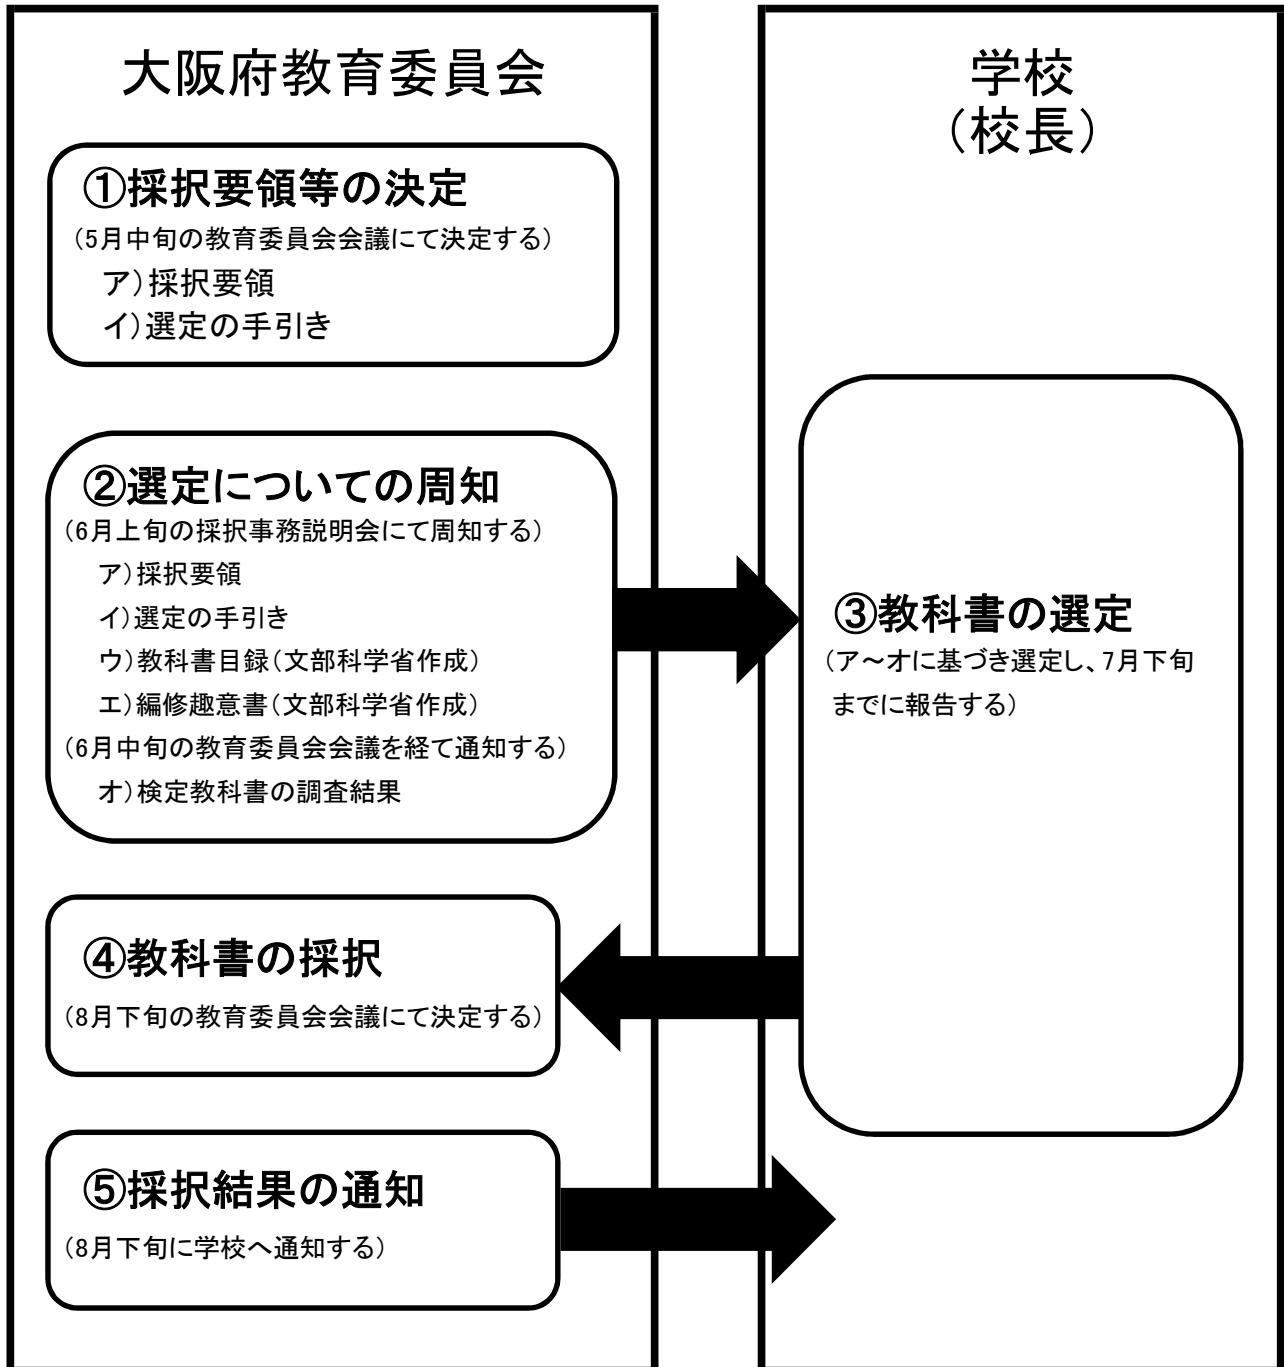 大阪府教育委員会
①採択要領等の決定
(5月中旬の教育委員会会議にて決定する)
ア)採択要領
イ)選定の手引き
②選定についての周知
(6月上旬の採択事務説明会にて周知する)
ア)採択要領
イ)選定の手引き
ウ)教科書目録(文部科学省作成)
エ)編修趣意書(文部科学省作成)
(6月中旬の教育委員会会議を経て通知する)
オ)検定教科書の調査結果
④教科書の採択
(8月下旬の教育委員会会議にて決定する)
⑤採択結果の通知
(8月下旬に学校へ通知する)
学校
(校長)
③教科書の選定
(ア～オに基づき選定し、7月下旬
までに報告する)